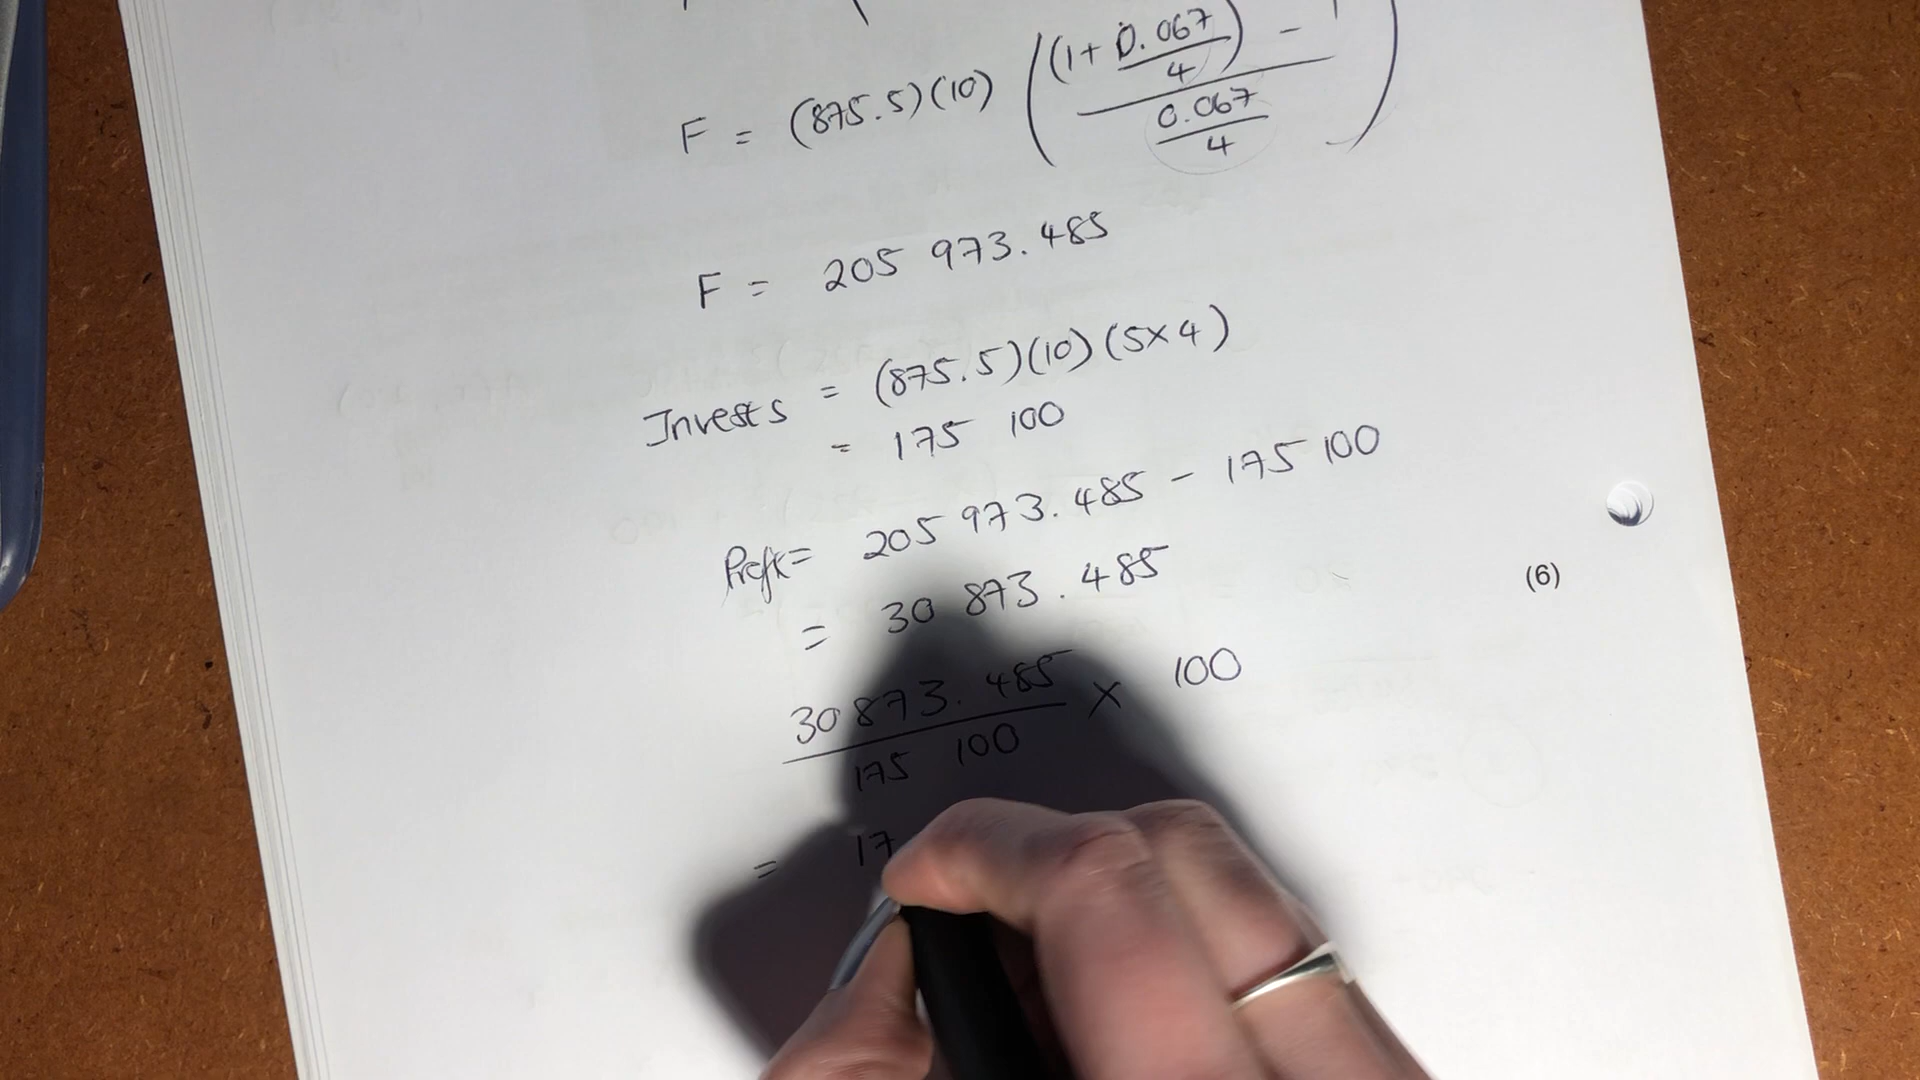 F = (875.5)(10) ( (1 + 0.067/4) - 1 / 0.067/4 )
F = 205 973.485
Invests = (875.5)(10)(5×4)
= 175 100
Profit = 205 973.485 - 175 100
= 30 873.485
(6)
30 873.485 / 175 100 × 100
= 17